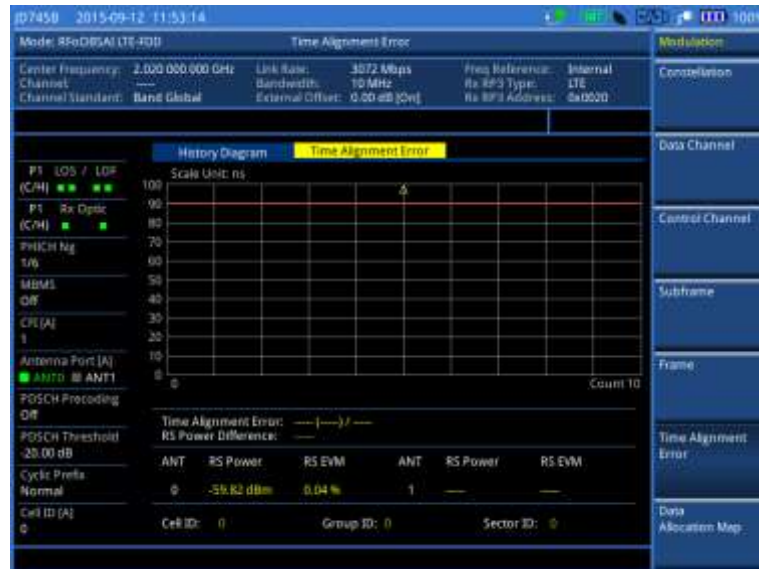 JD745B 2015-09-12 11:53:14
100%
Mode: RFoOBSAI LTE-FDD Time Alignment Error
Modulation
Center Frequency: 2.020 000 000 GHz Link Rate: 3072 Mbps Freq Reference: Internal
Channel: ---- Bandwidth: 10 MHz Rx RP3 Type: LTE
Channel Standard: Band Global External Offset: 0.00 dB [On] Rx RP3 Address: 0x0020
Constellation
Data Channel
Control Channel
Subframe
Frame
Time Alignment
Error
Data
Allocation Map
History Diagram Time Alignment Error
P1 LOS / LOF
(C/H)
P1 Rx Optic
(C/H)
PHICH Ng
1/6
MBMS
Off
CFI [A]
1
Antenna Port [A]
ANT0 ANT1
PDSCH Precoding
Off
PDSCH Threshold
-20.00 dB
Cyclic Prefix
Normal
Cell ID [A]
0
Scale Unit: ns
100
90
80
70
60
50
40
30
20
10
0
0 Count 10
Time Alignment Error: ---- (----) / ----
RS Power Difference: ----
ANT RS Power RS EVM ANT RS Power RS EVM
0 -59.82 dBm 0.04 % 1 ---- ----
Cell ID: 0 Group ID: 0 Sector ID: 0